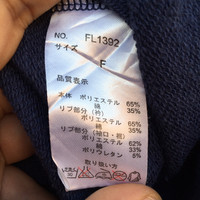 NO. FL1392
サイズ
F
品質表示
本体 ポリエステル 65%
綿 35%
リブ部分(衿)
ポリエステル 65%
綿 35%
リブ部分(袖口・裾)
ポリエステル 62%
綿 33%
ポリウレタン 5%
取り扱い方